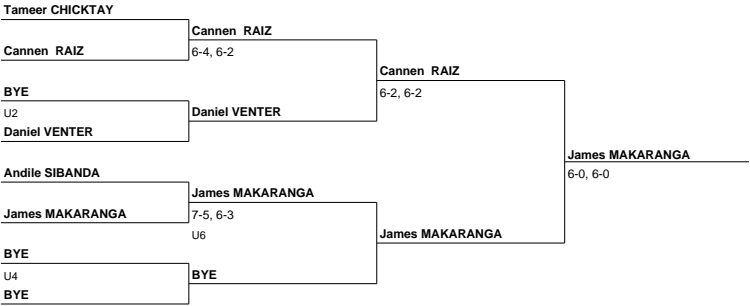 Tameer CHICKTAY
Cannen RAIZ
6-4, 6-2
Cannen RAIZ
Cannen RAIZ
6-2, 6-2
BYE
U2
Daniel VENTER
Daniel VENTER
James MAKARANGA
6-0, 6-0
Andile SIBANDA
James MAKARANGA
7-5, 6-3
James MAKARANGA
U6
James MAKARANGA
BYE
U4
BYE
BYE